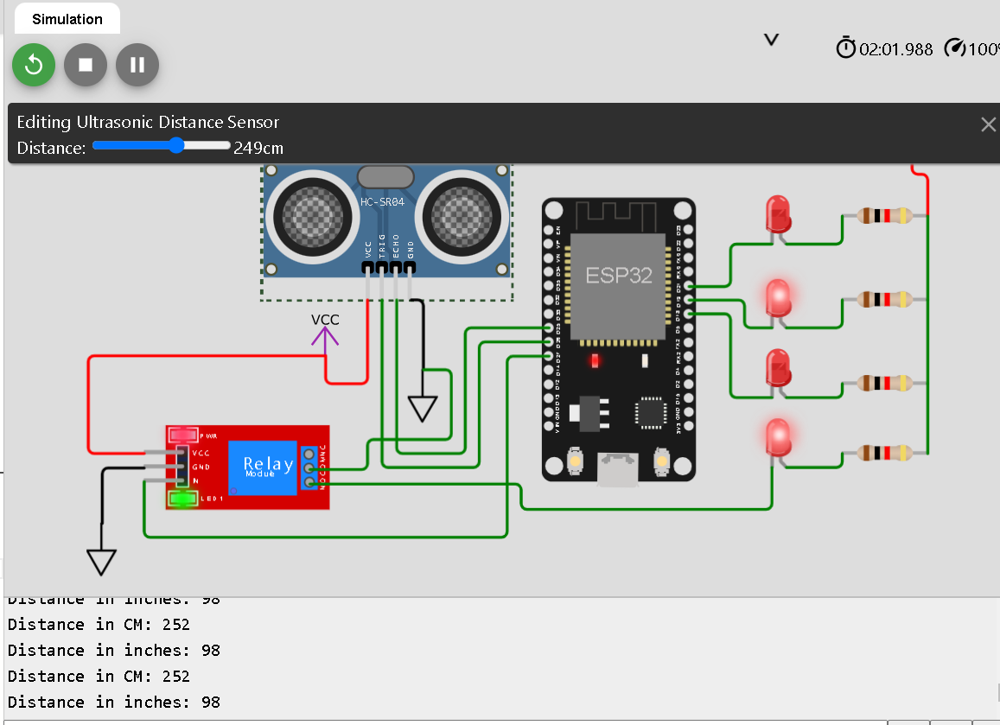 Simulation
02:01.988
100%
Editing Ultrasonic Distance Sensor
Distance: 249cm
HC-SR04
VCC
TRIG
ECHO
GND
ESP32
VCC
PWR
VCC
GND
IN
LED1
Relay
Module
NC
COM
NO
Distance in inches: 98
Distance in CM: 252
Distance in inches: 98
Distance in CM: 252
Distance in inches: 98